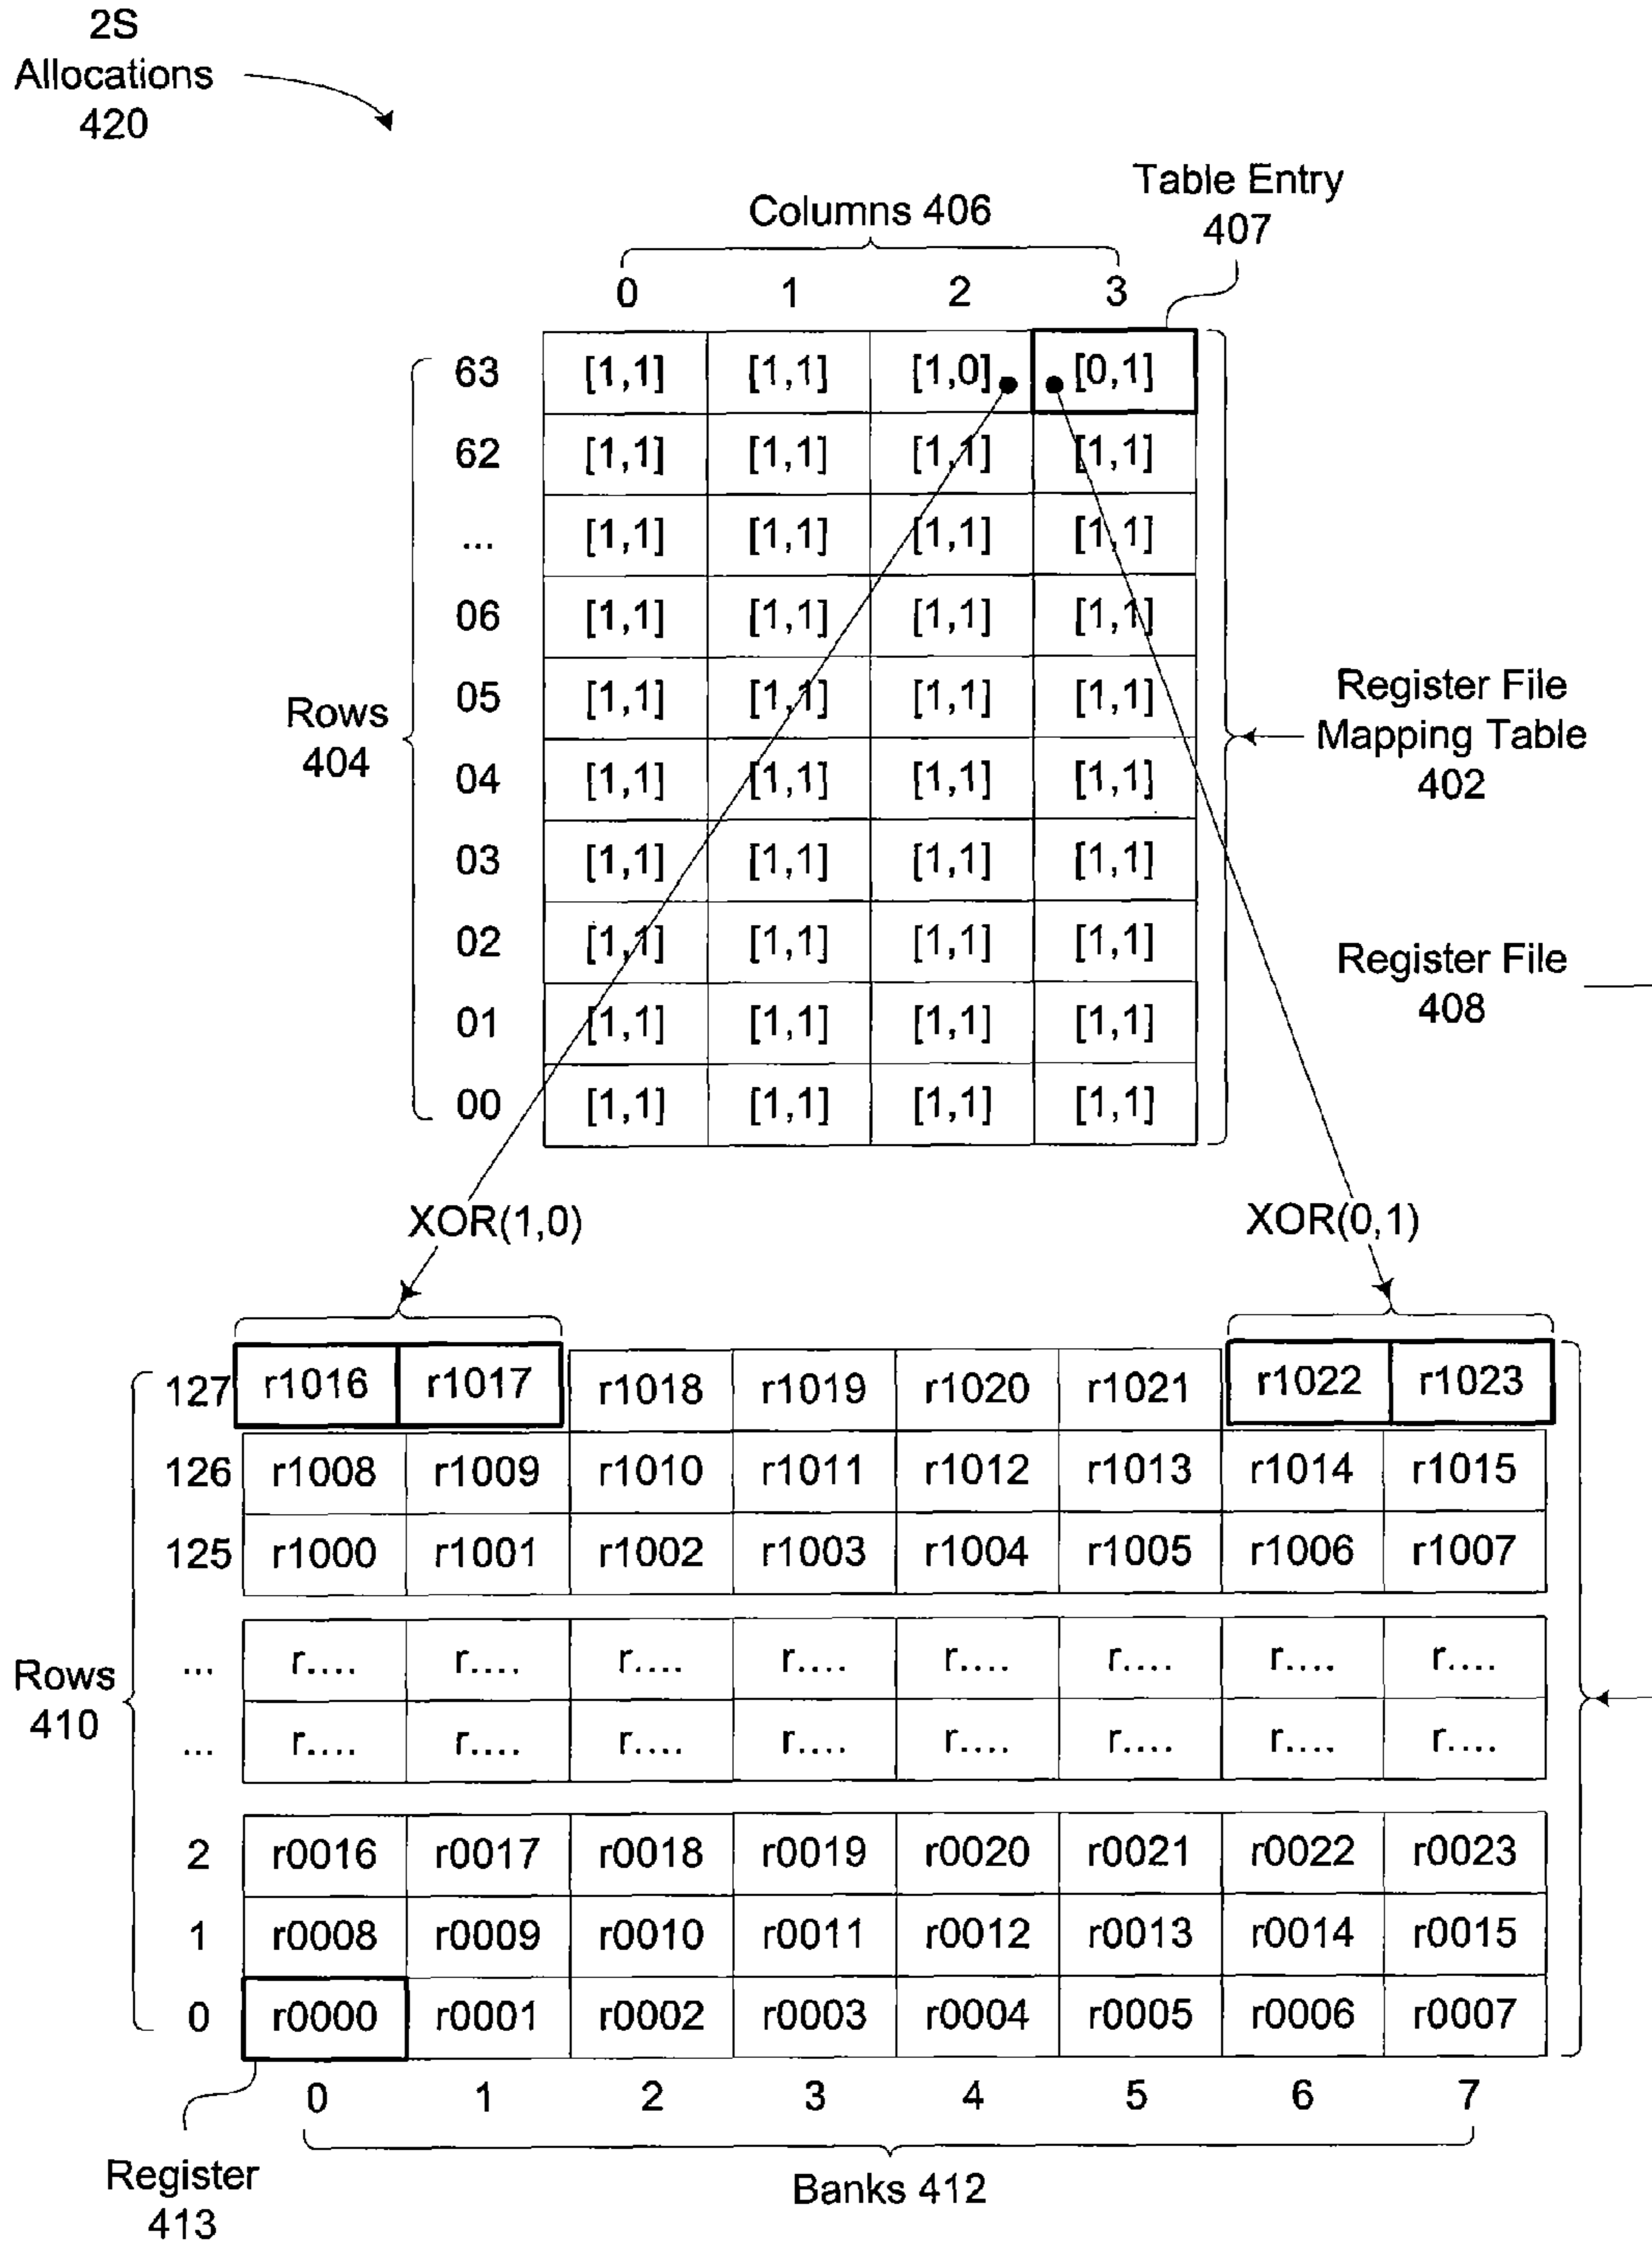 2S
Allocations
420
Table Entry
407
Columns 406
0 1 2 3
63 [1,1] [1,1] [1,0] [0,1]
62 [1,1] [1,1] [1,1] [1,1]
... [1,1] [1,1] [1,1] [1,1]
06 [1,1] [1,1] [1,1] [1,1]
05 [1,1] [1,1] [1,1] [1,1]
04 [1,1] [1,1] [1,1] [1,1]
03 [1,1] [1,1] [1,1] [1,1]
02 [1,1] [1,1] [1,1] [1,1]
01 [1,1] [1,1] [1,1] [1,1]
00 [1,1] [1,1] [1,1] [1,1]
Rows
404
Register File
Mapping Table
402
Register File
408
XOR(1,0) XOR(0,1)
127 r1016 r1017 r1018 r1019 r1020 r1021 r1022 r1023
126 r1008 r1009 r1010 r1011 r1012 r1013 r1014 r1015
125 r1000 r1001 r1002 r1003 r1004 r1005 r1006 r1007
... r.... r.... r.... r.... r.... r.... r.... r....
... r.... r.... r.... r.... r.... r.... r.... r....
Rows
410
2 r0016 r0017 r0018 r0019 r0020 r0021 r0022 r0023
1 r0008 r0009 r0010 r0011 r0012 r0013 r0014 r0015
0 r0000 r0001 r0002 r0003 r0004 r0005 r0006 r0007
0 1 2 3 4 5 6 7
Register
413
Banks 412